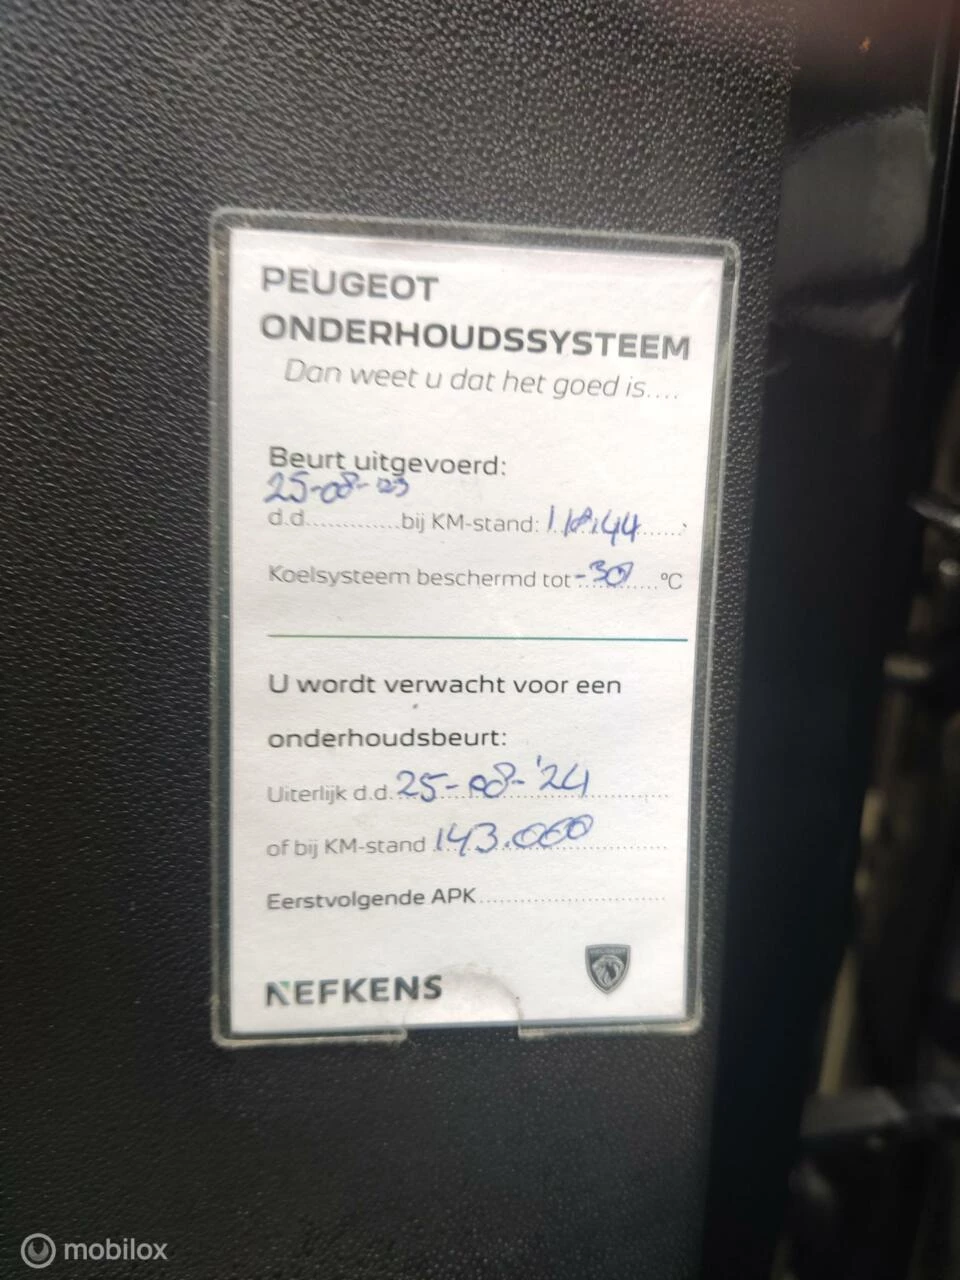 PEUGEOT
ONDERHOUDSSYSTEEM
Dan weet u dat het goed is....
Beurt uitgevoerd:
25-08-'23
d.d..............bij KM-stand:
Koelsysteem beschermd tot -30 °C
U wordt verwacht voor een
onderhoudsbeurt:
Uiterlijk d.d. 25-08-'24
of bij KM-stand 143.000
Eerstvolgende APK
NEFKENS
PEUGEOT
mobilox